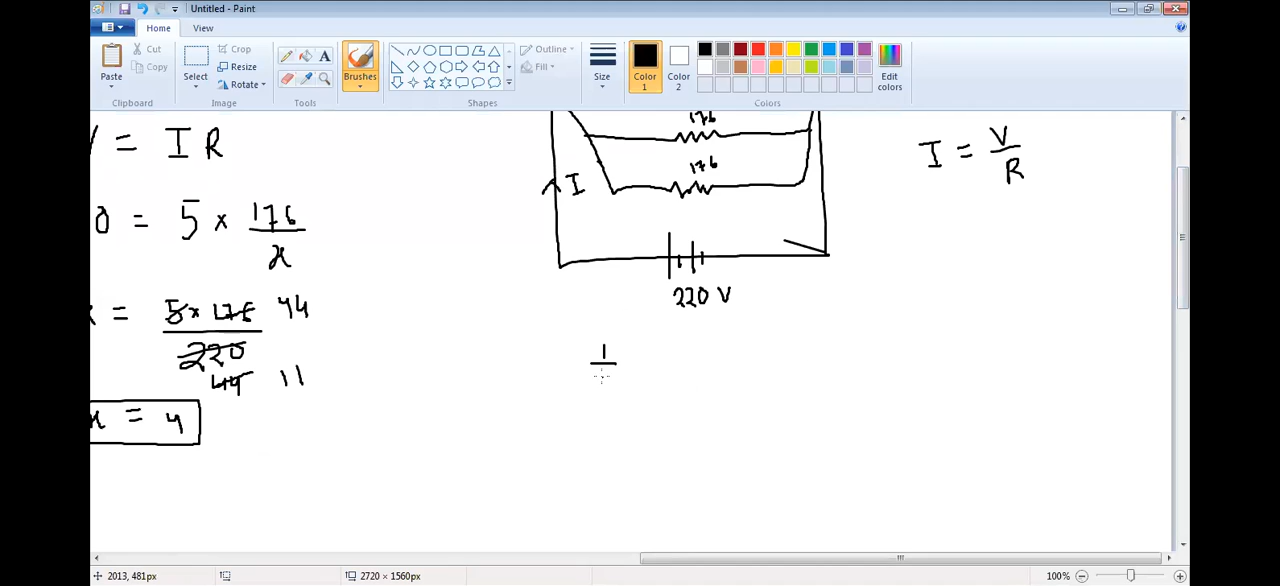 Untitled - Paint
Home View
Paste
Cut
Copy
Clipboard
Select
Crop
Resize
Rotate
Image
Tools
Brushes
Shapes
Outline
Fill
Size
Color 1
Color 2
Edit colors
Colors
V = I R
0 = 5 × 176/x
x = 5 × 176 44
220
44 11
x = 4
176
176
I
220 V
1
I = V/R
2013, 481px
2720 × 1560px
100%